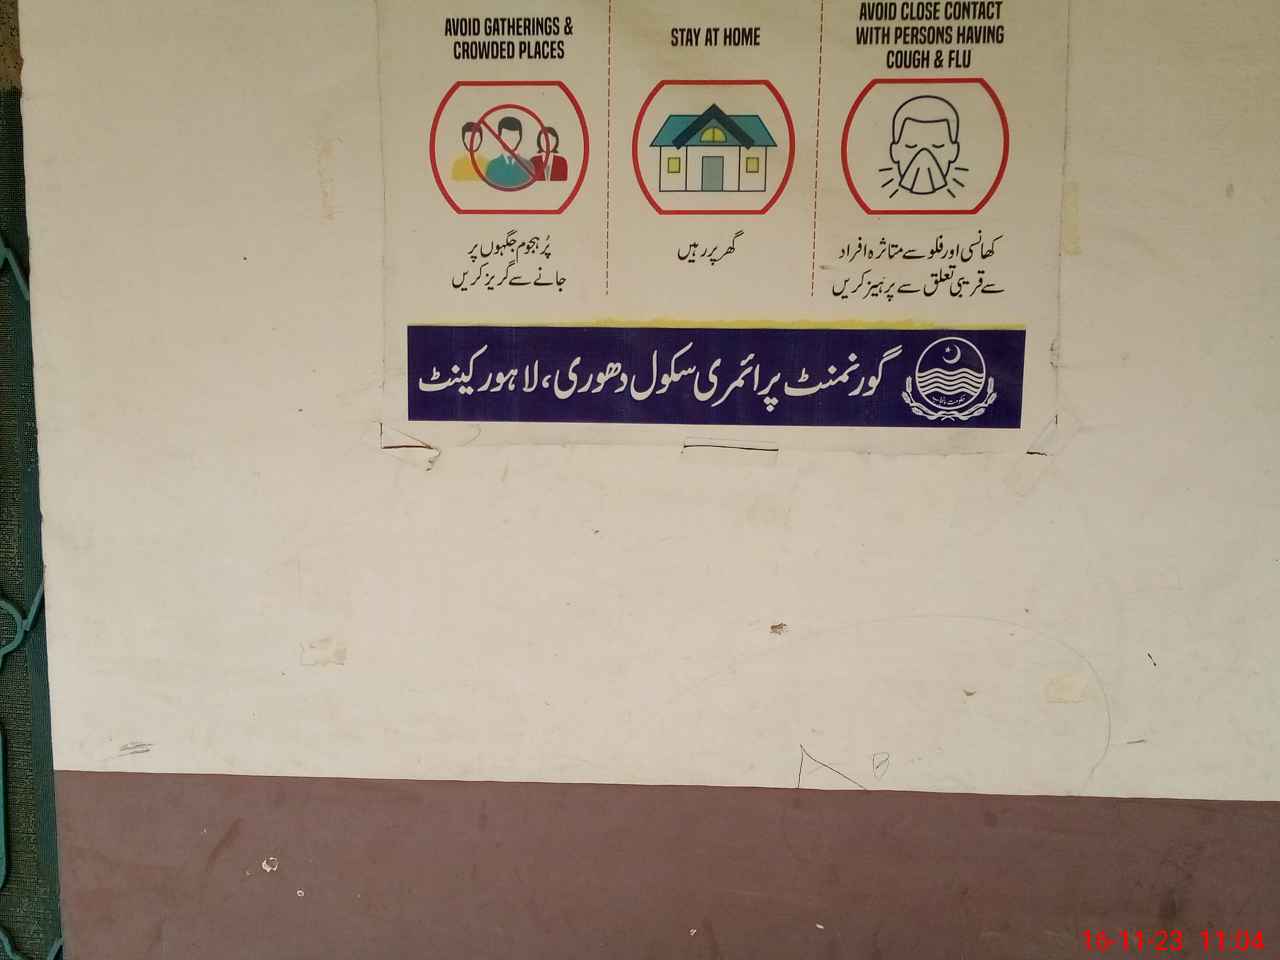 AVOID GATHERINGS &
CROWDED PLACES
STAY AT HOME
AVOID CLOSE CONTACT
WITH PERSONS HAVING
COUGH & FLU
پُر ہجوم جگہوں پر
جانے سے گریز کریں
گھر پر رہیں
کھانسی اور فلو سے متاثرہ افراد
سے قریبی تعلق سے پرہیز کریں
گورنمنٹ پرائمری سکول دھوری، لاہور کینٹ
حکومت پنجاب
B
16-11-23 11:04